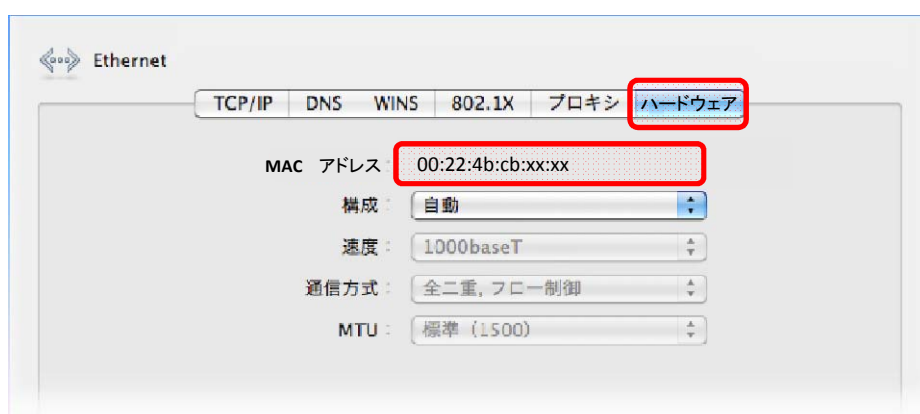 Ethernet
TCP/IP DNS WINS 802.1X プロキシ ハードウェア
MAC アドレス: 00:22:4b:cb:xx:xx
構成: 自動
速度: 1000baseT
通信方式: 全二重, フロー制御
MTU: 標準 (1500)